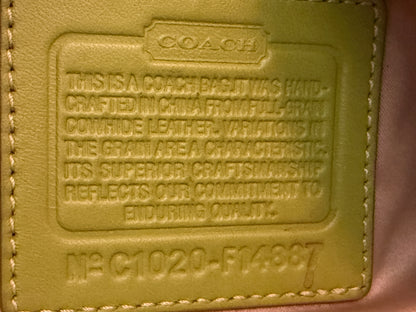 COACH
THIS IS A COACH BAG.IT WAS HAND-
CRAFTED IN CHINA FROM FULL-GRAIN
COWHIDE LEATHER. VARIATIONS IN
THE GRAIN ARE A CHARACTERISTIC.
ITS SUPERIOR CRAFTSMANSHIP
REFLECTS OUR COMMITMENT TO
ENDURING QUALITY.
Nº C1020-F14887